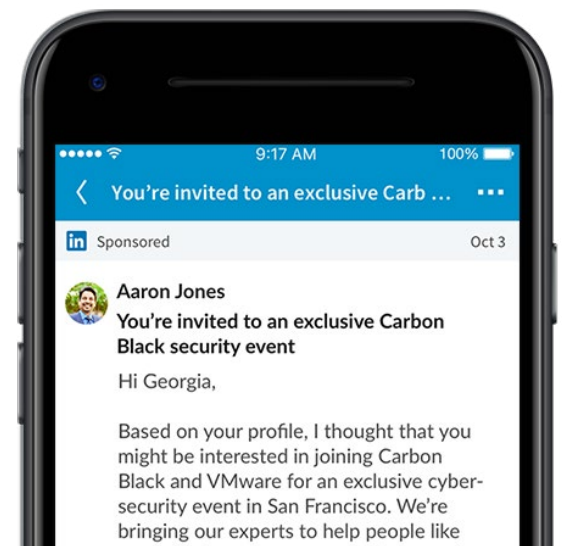 9:17 AM
100%
You're invited to an exclusive Carb ...
in Sponsored
Oct 3
Aaron Jones
You're invited to an exclusive Carbon
Black security event
Hi Georgia,
Based on your profile, I thought that you
might be interested in joining Carbon
Black and VMware for an exclusive cyber-
security event in San Francisco. We're
bringing our experts to help people like